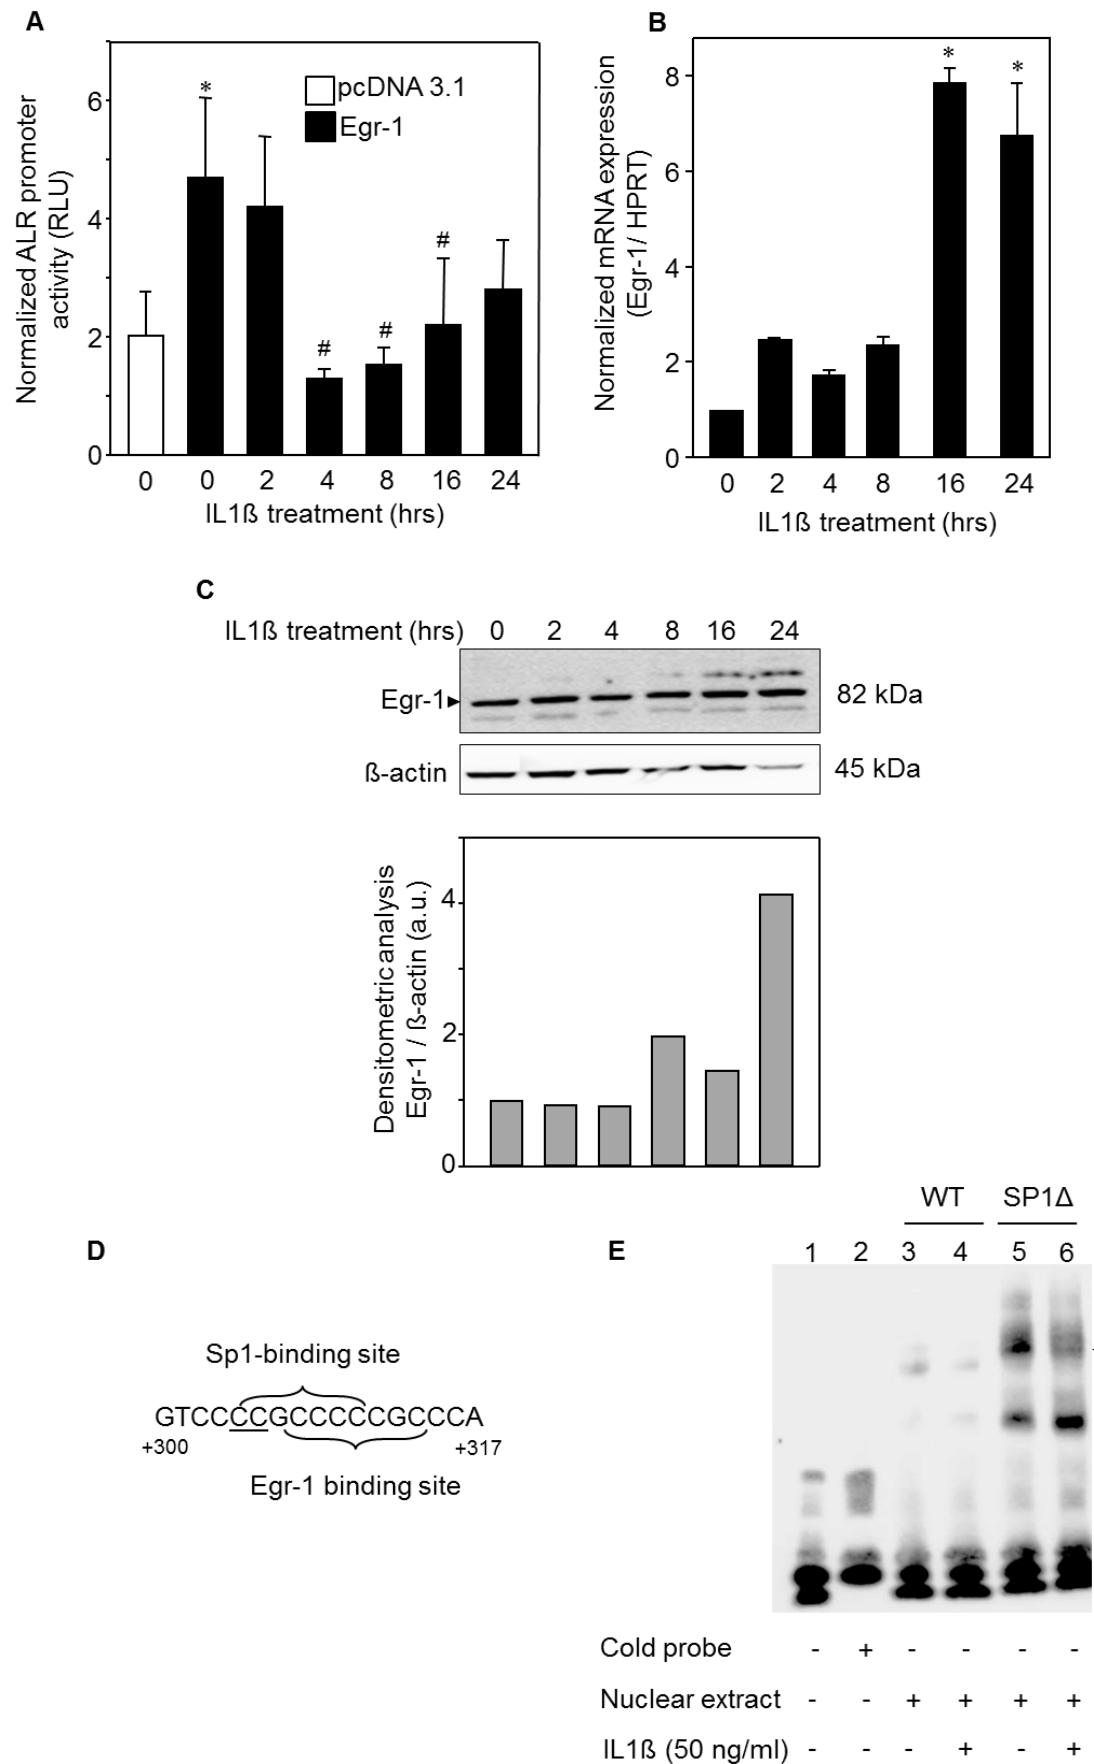 A
Normalized ALR promoter
activity (RLU)
6
4
2
0
*
# # #
pcDNA 3.1
Egr-1
0 0 2 4 8 16 24
IL1ß treatment (hrs)
B
Normalized mRNA expression
(Egr-1/ HPRT)
8
6
4
2
0
* *
0 2 4 8 16 24
IL1ß treatment (hrs)
C
IL1ß treatment (hrs) 0 2 4 8 16 24
Egr-1 82 kDa
ß-actin 45 kDa
Densitometric analysis
Egr-1 / ß-actin (a.u.)
4
2
0
D
Sp1-binding site
GTCCCCGCCCCCGCCCA
+300 +317
Egr-1 binding site
E
WT SP1Δ
1 2 3 4 5 6
Cold probe - + - - - -
Nuclear extract - - + + + +
IL1ß (50 ng/ml) - - - + - +